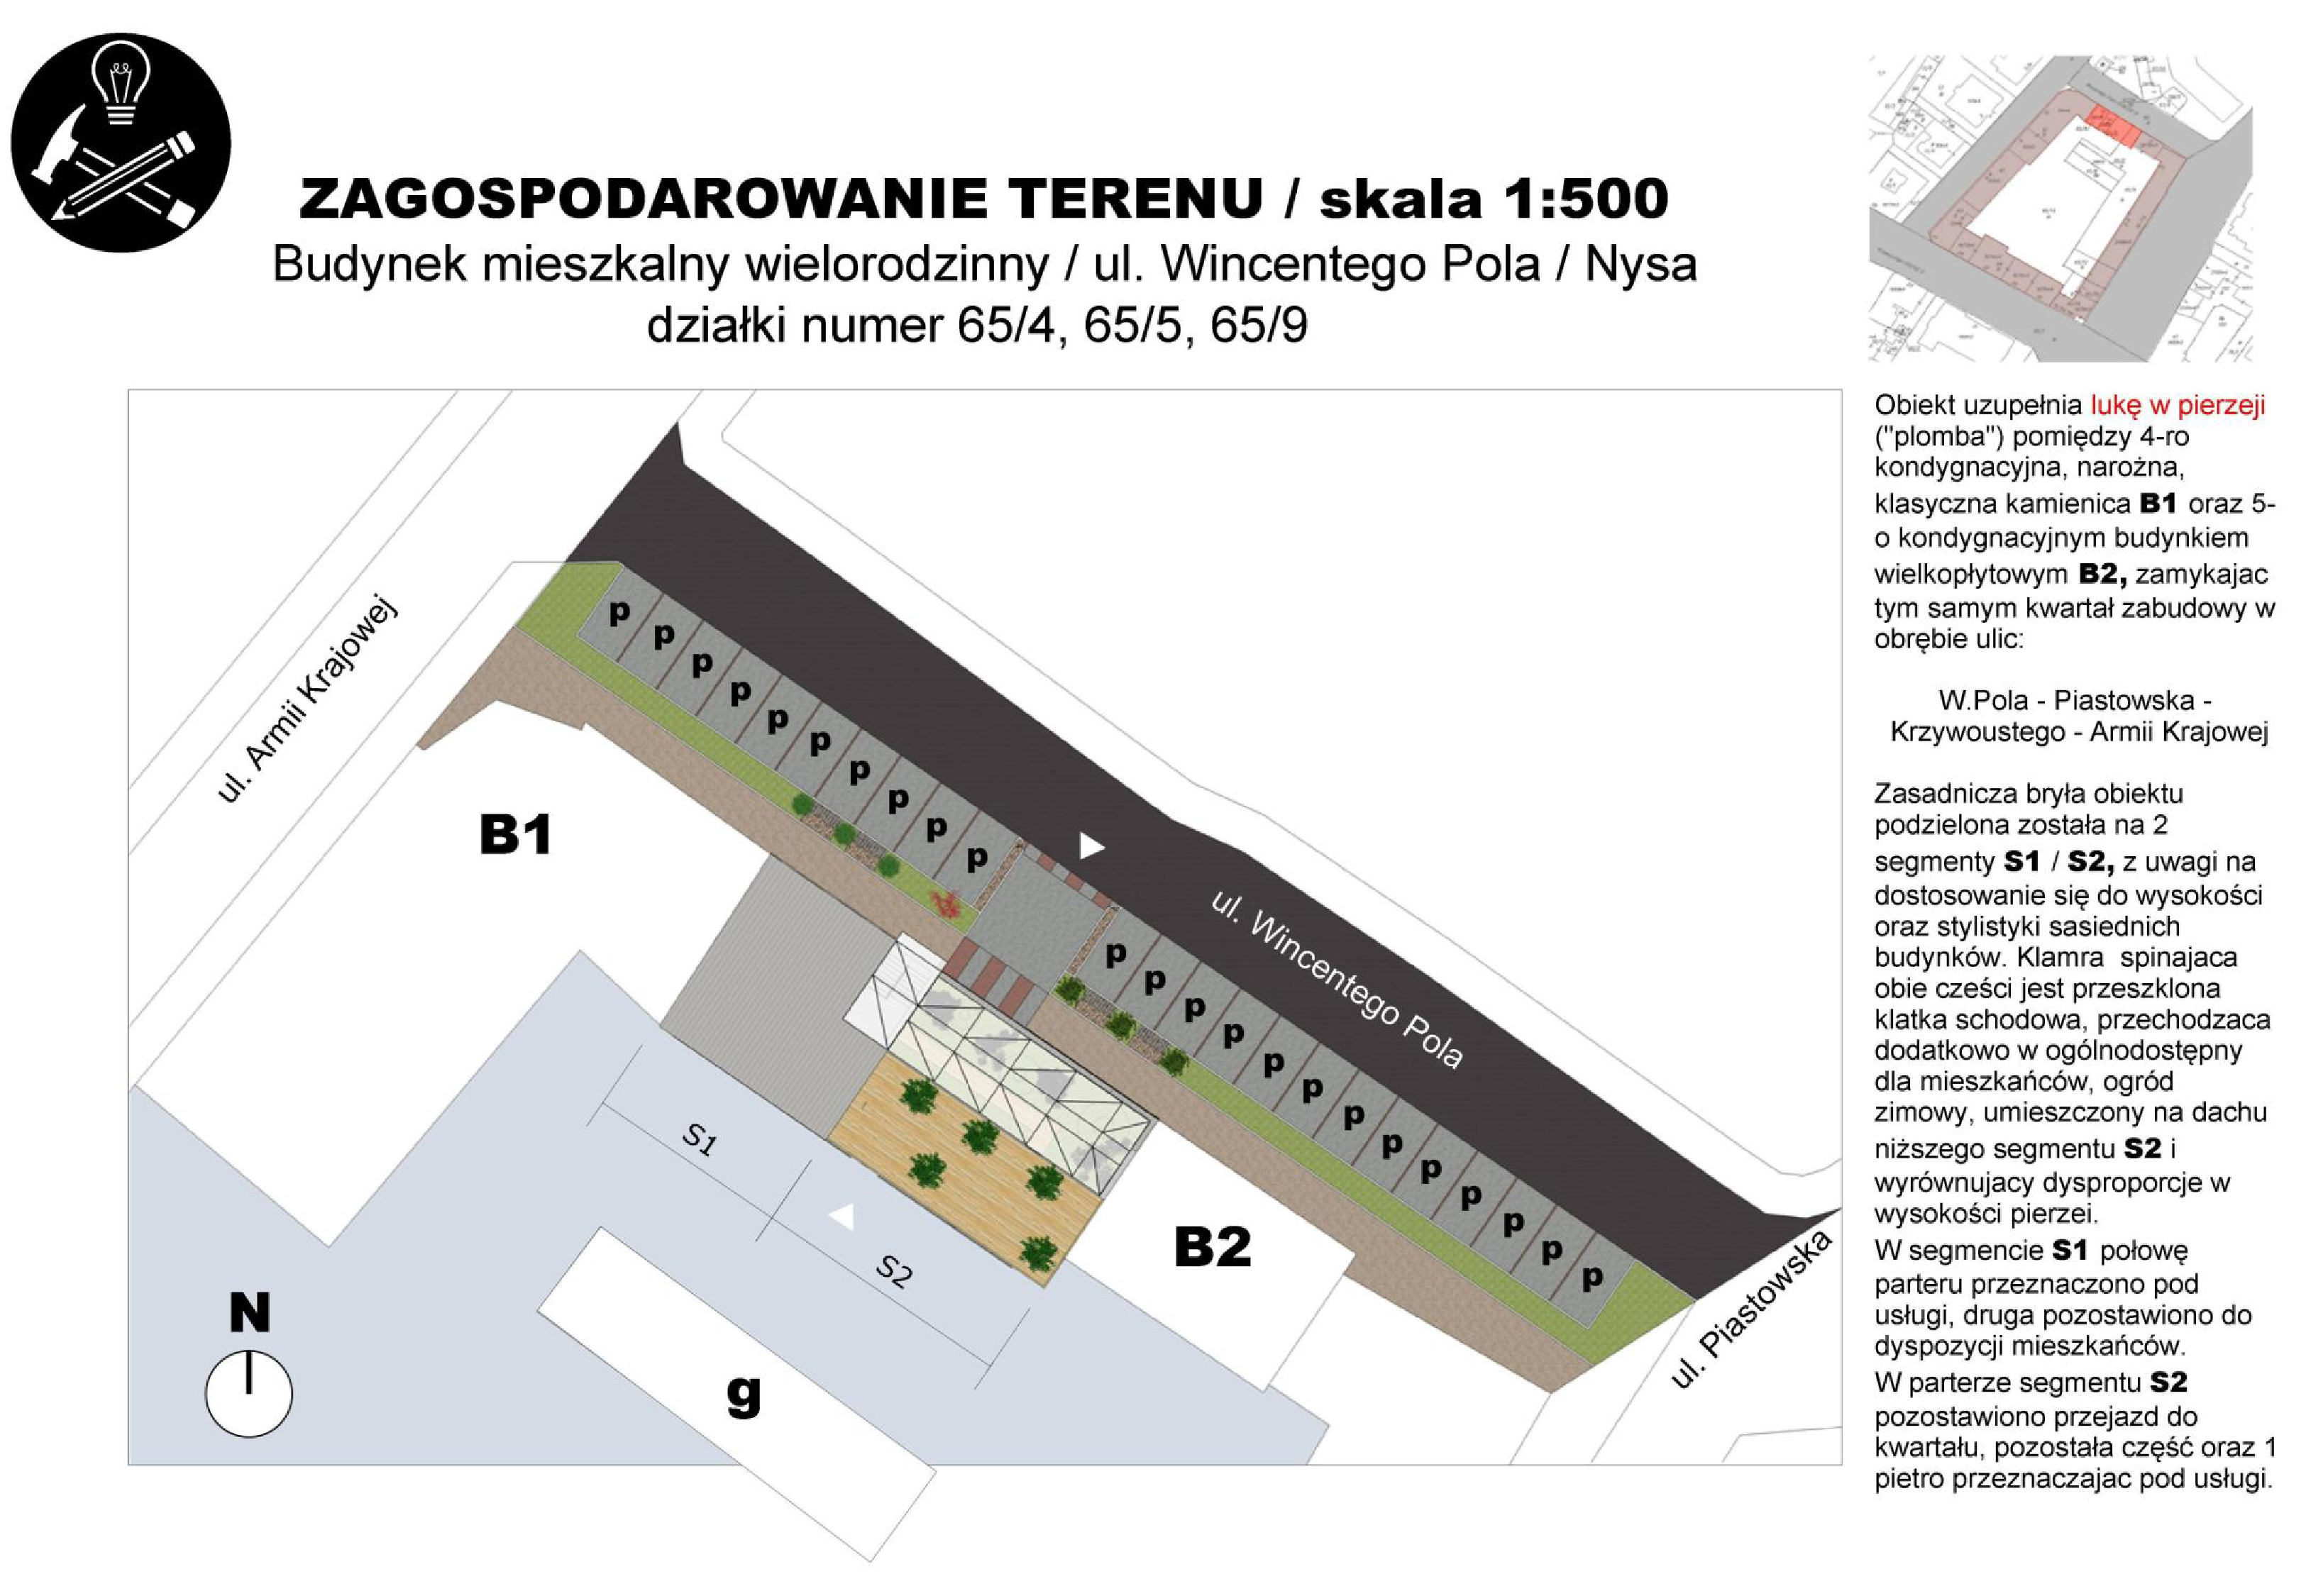 ZAGOSPODAROWANIE TERENU / skala 1:500
Budynek mieszkalny wielorodzinny / ul. Wincentego Pola / Nysa
działki numer 65/4, 65/5, 65/9
Obiekt uzupełnia lukę w pierzeji
("plomba") pomiędzy 4-ro
kondygnacyjna, narożna,
klasyczna kamienica B1 oraz 5-
o kondygnacyjnym budynkiem
wielkopłytowym B2, zamykajac
tym samym kwartał zabudowy w
obrębie ulic:
W.Pola - Piastowska -
Krzywoustego - Armii Krajowej
Zasadnicza bryła obiektu
podzielona została na 2
segmenty S1 / S2, z uwagi na
dostosowanie się do wysokości
oraz stylistyki sasiednich
budynków. Klamra spinajaca
obie cześci jest przeszklona
klatka schodowa, przechodzaca
dodatkowo w ogólnodostępny
dla mieszkańców, ogród
zimowy, umieszczony na dachu
niższego segmentu S2 i
wyrównujacy dysproporcje w
wysokości pierzei.
W segmencie S1 połowę
parteru przeznaczono pod
usługi, druga pozostawiono do
dyspozycji mieszkańców.
W parterze segmentu S2
pozostawiono przejazd do
kwartału, pozostała część oraz 1
pietro przeznaczajac pod usługi.
ul. Armii Krajowej
p
p
p
p
p
p
p
p
p
p
B1
ul. Wincentego Pola
p
p
p
p
p
p
p
p
p
p
p
p
p
S1
S2
B2
ul. Piastowska
N
g